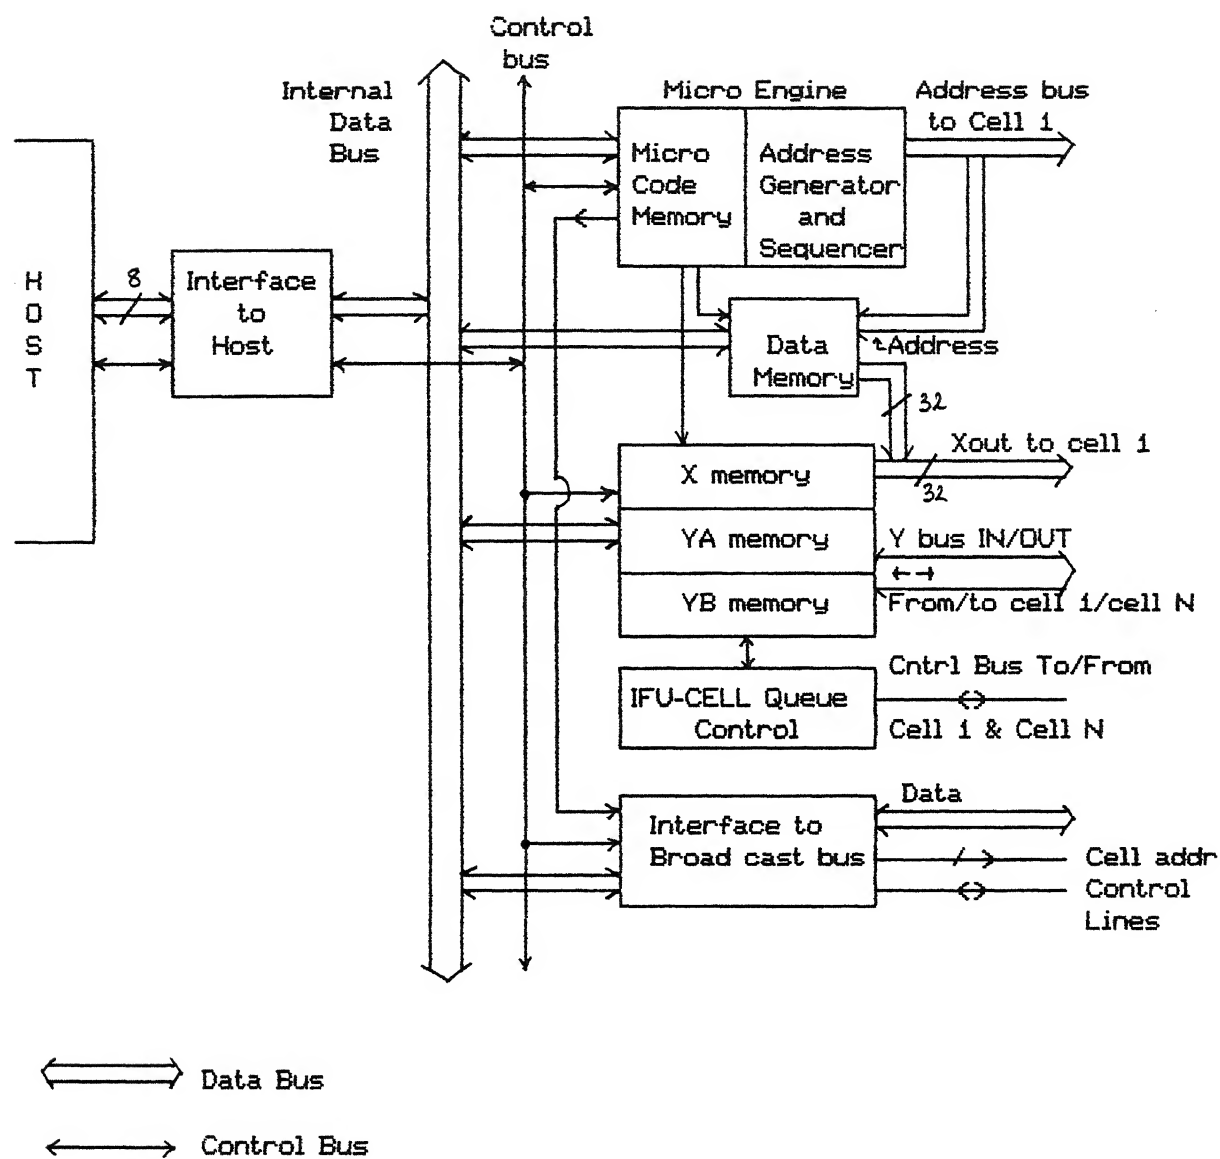 Control
bus
Internal
Data
Bus
Micro Engine
Address bus
to Cell 1
Micro
Code
Memory
Address
Generator
and
Sequencer
H
O
S
T
8
Interface
to
Host
Data
Memory
Address
32
Xout to cell 1
32
X memory
YA memory
YB memory
Y bus IN/OUT
From/to cell 1/cell N
IFU-CELL Queue
Control
Cntrl Bus To/From
Cell 1 & Cell N
Interface to
Broad cast bus
Data
Cell addr
Control
Lines
Data Bus
Control Bus